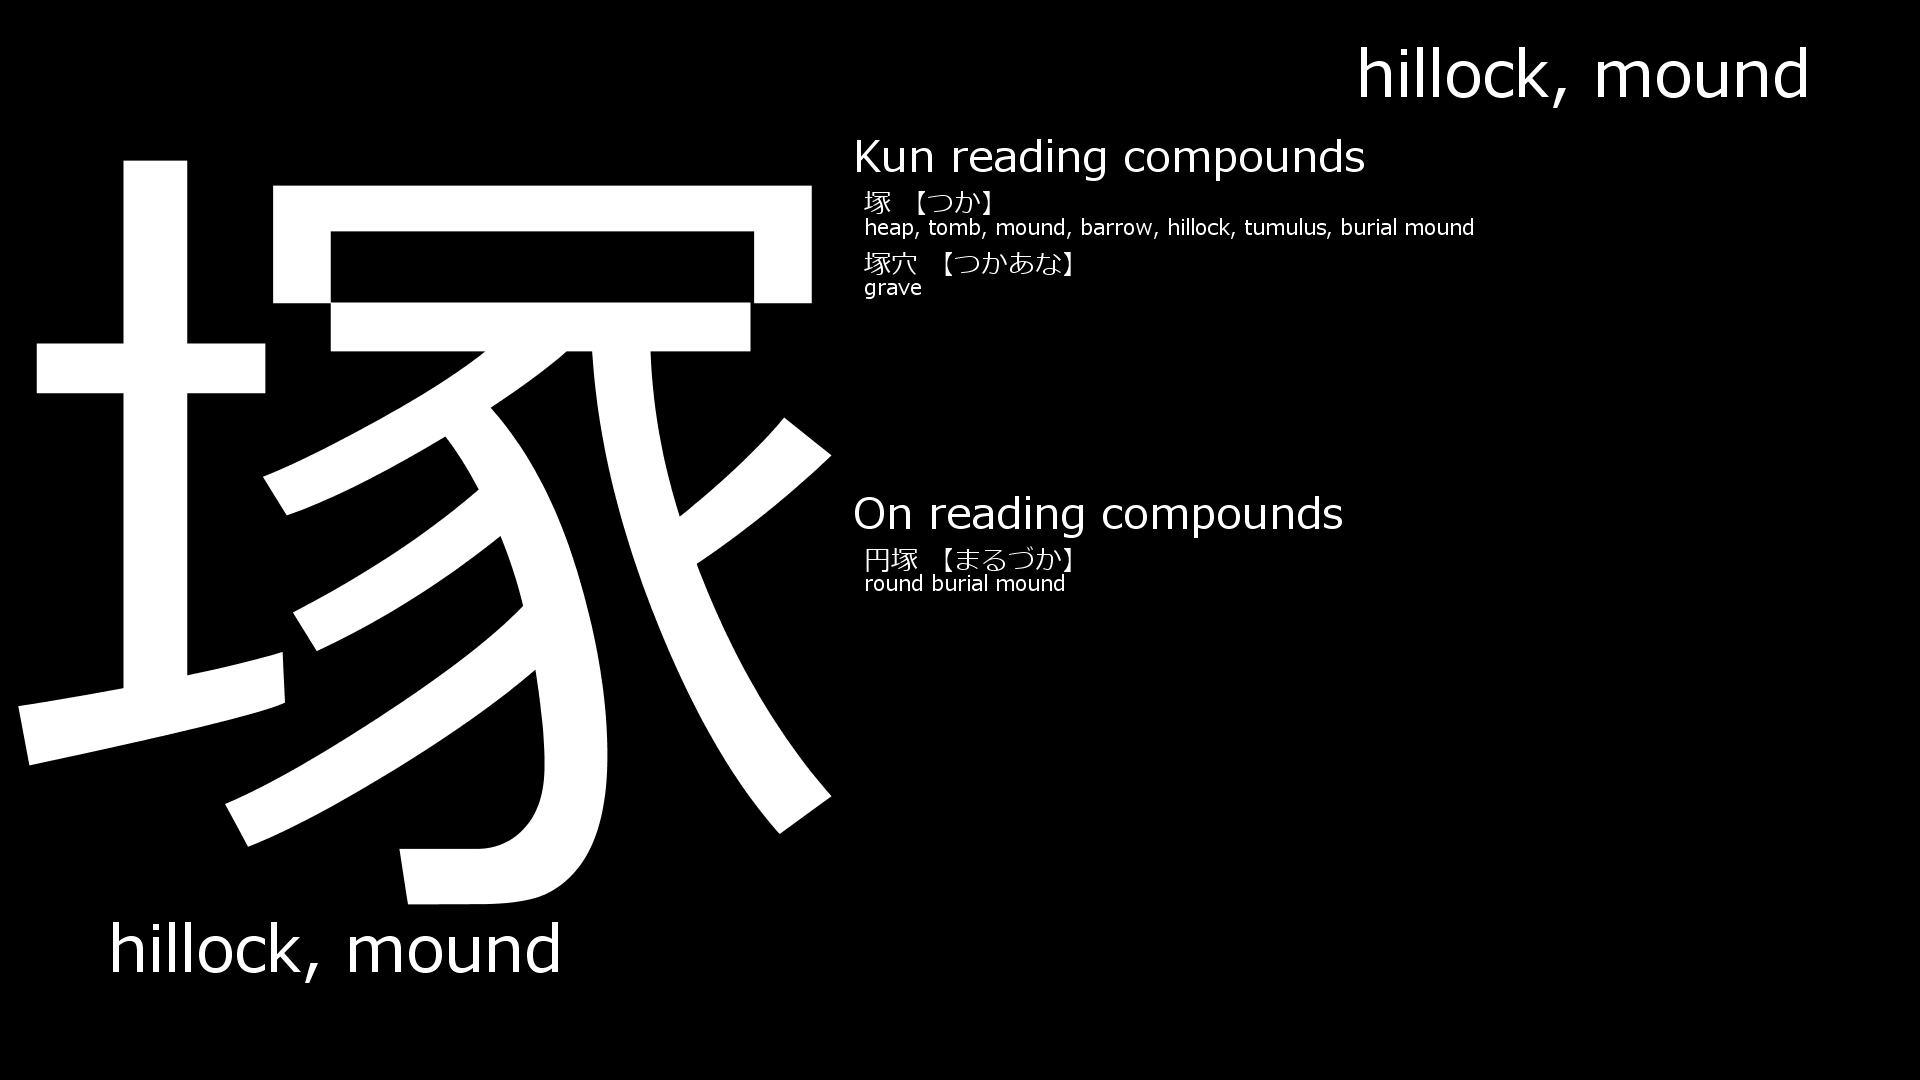 hillock, mound
塚
Kun reading compounds
塚 【つか】
heap, tomb, mound, barrow, hillock, tumulus, burial mound
塚穴 【つかあな】
grave
On reading compounds
円塚 【まるづか】
round burial mound
hillock, mound